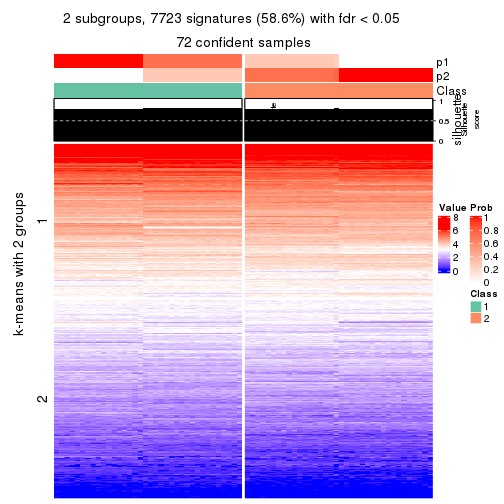 2 subgroups, 7723 signatures (58.6%) with fdr < 0.05
72 confident samples
p1
p2
Class
1
0.5
0
silhouette
Silhouette
score
k-means with 2 groups
1
2
Value
8
6
4
2
0
Prob
1
0.8
0.6
0.4
0.2
0
Class
1
2